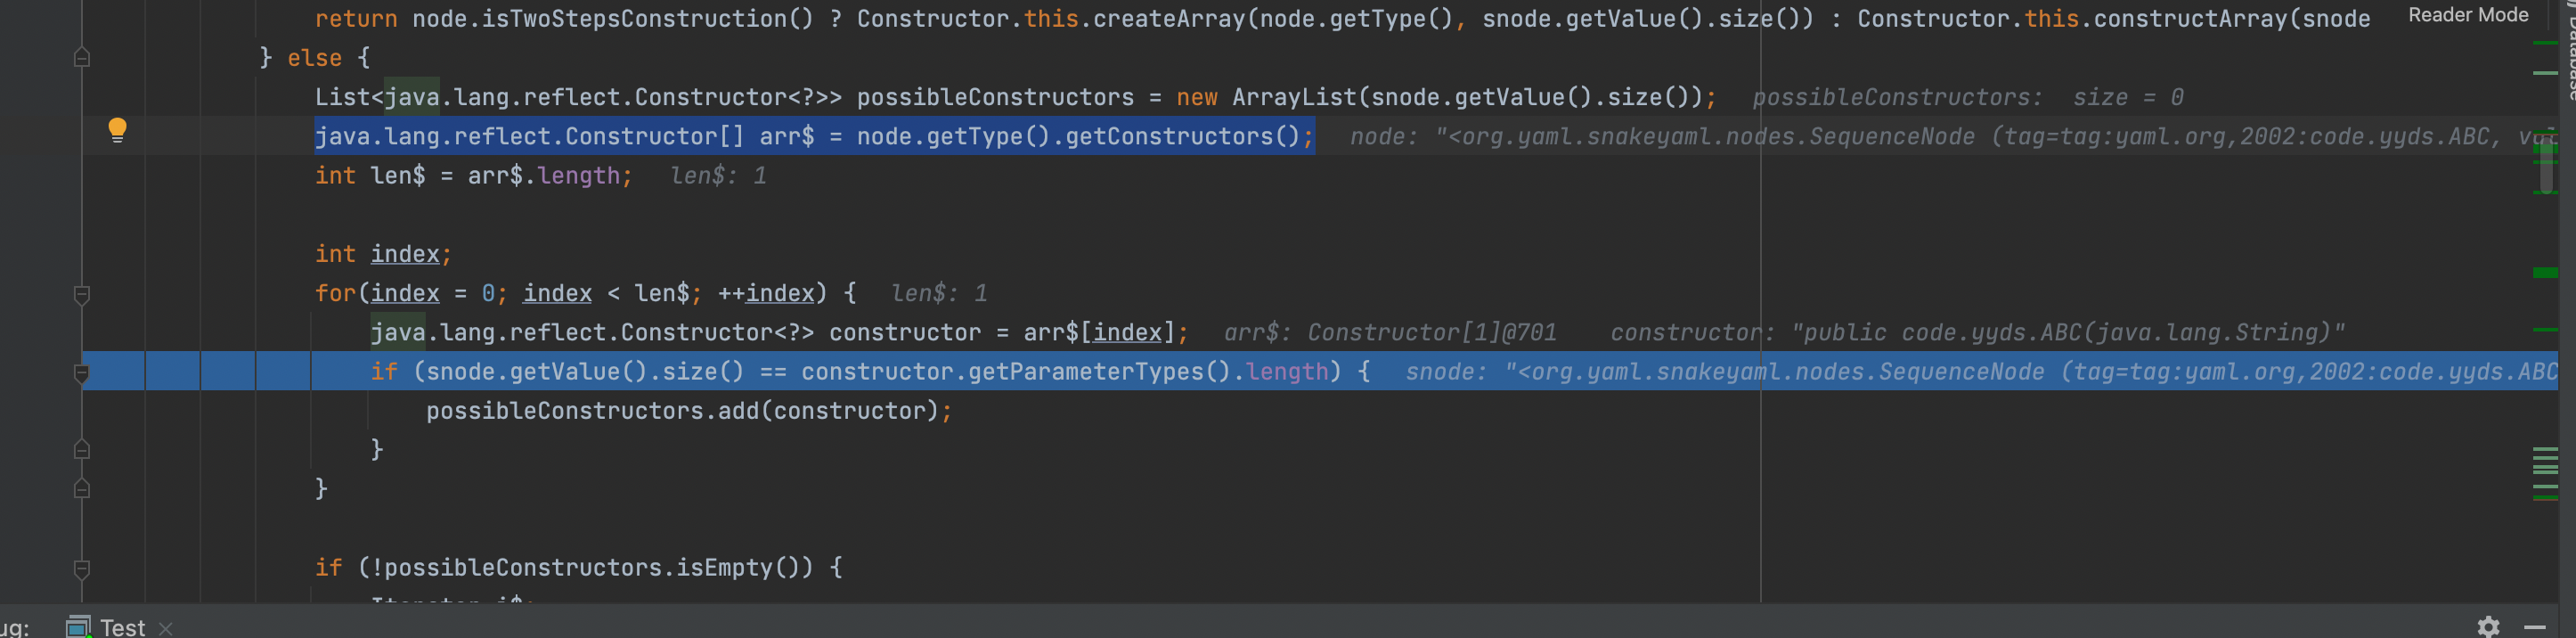 return node.isTwoStepsConstruction() ? Constructor.this.createArray(node.getType(), snode.getValue().size()) : Constructor.this.constructArray(snode Reader Mode
} else {
List<java.lang.reflect.Constructor<?>> possibleConstructors = new ArrayList(snode.getValue().size()); possibleConstructors: size = 0
java.lang.reflect.Constructor[] arr$ = node.getType().getConstructors(); node: "<org.yaml.snakeyaml.nodes.SequenceNode (tag=tag:yaml.org,2002:code.yyds.ABC,
int len$ = arr$.length; len$: 1
int index;
for(index = 0; index < len$; ++index) { len$: 1
java.lang.reflect.Constructor<?> constructor = arr$[index]; arr$: Constructor[1]@701 constructor: "public code.yyds.ABC(java.lang.String)"
if (snode.getValue().size() == constructor.getParameterTypes().length) { snode: "<org.yaml.snakeyaml.nodes.SequenceNode (tag=tag:yaml.org,2002:code.yyds.ABC
possibleConstructors.add(constructor);
}
}
if (!possibleConstructors.isEmpty()) {
ug: Test
Database